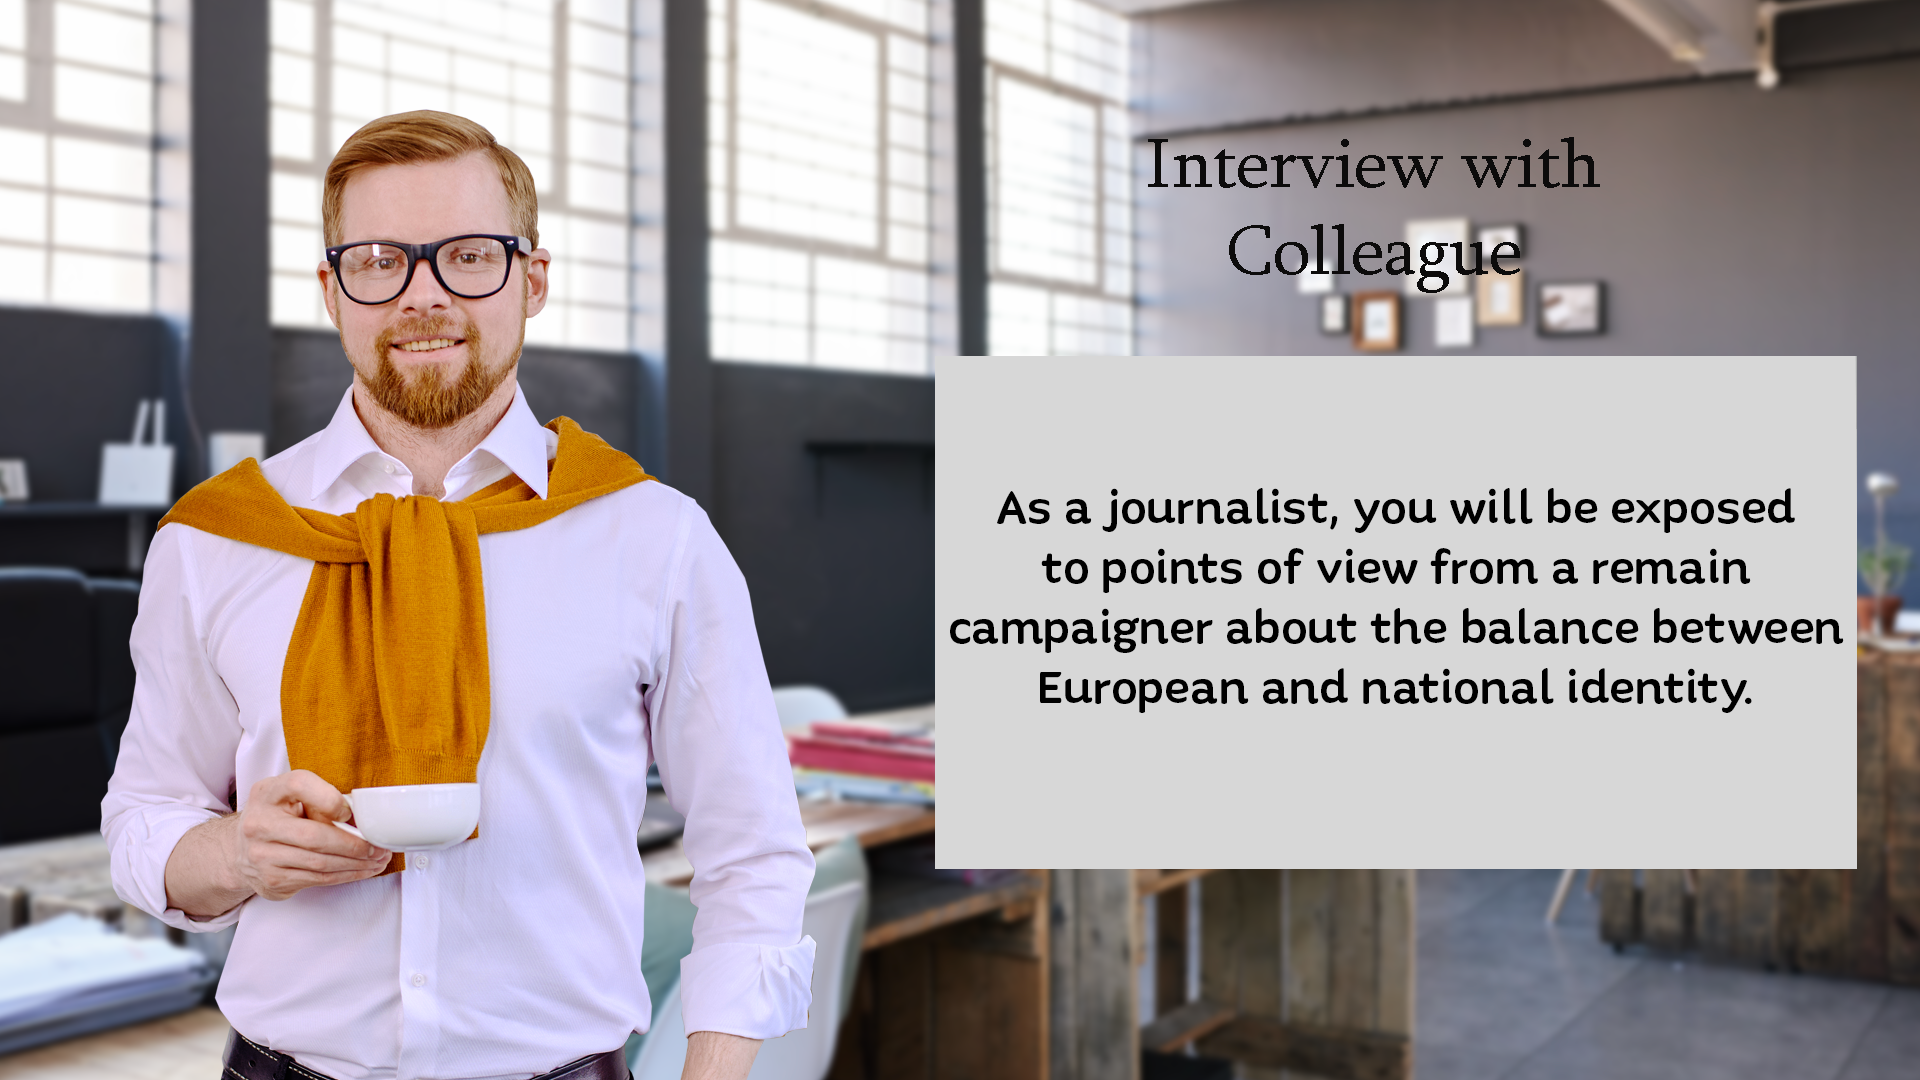 Interview with
Colleague
As a journalist, you will be exposed
to points of view from a remain
campaigner about the balance between
European and national identity.